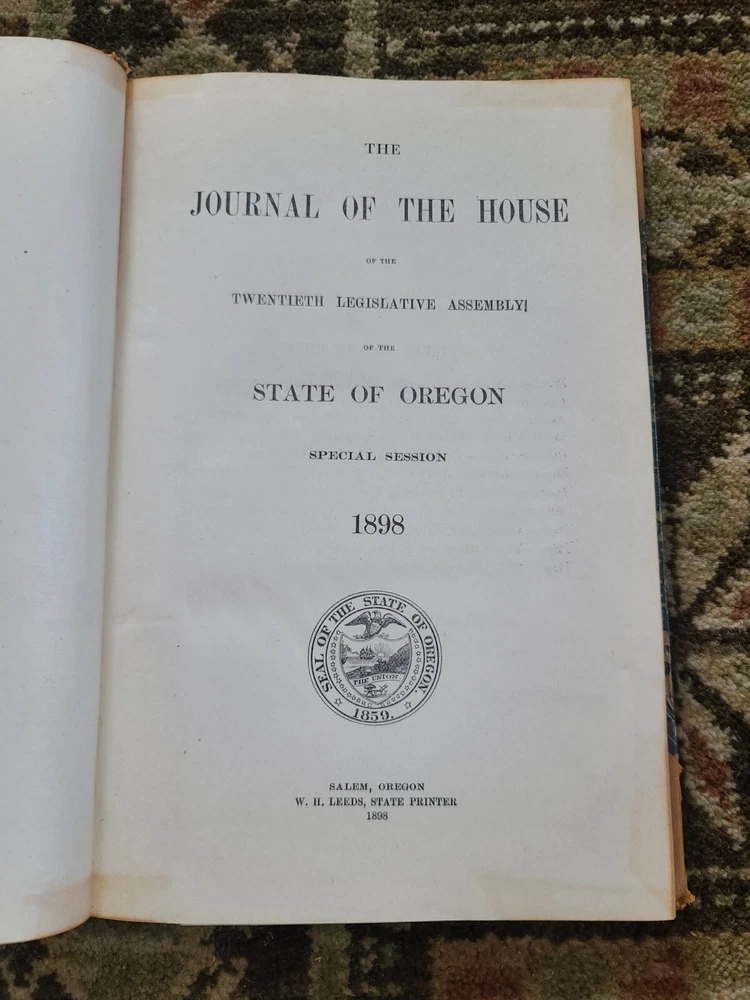 THE
JOURNAL OF THE HOUSE
OF THE
TWENTIETH LEGISLATIVE ASSEMBLY
OF THE
STATE OF OREGON
SPECIAL SESSION
1898
SEAL OF THE STATE OF OREGON
THE UNION.
1859.
SALEM, OREGON
W. H. LEEDS, STATE PRINTER
1898